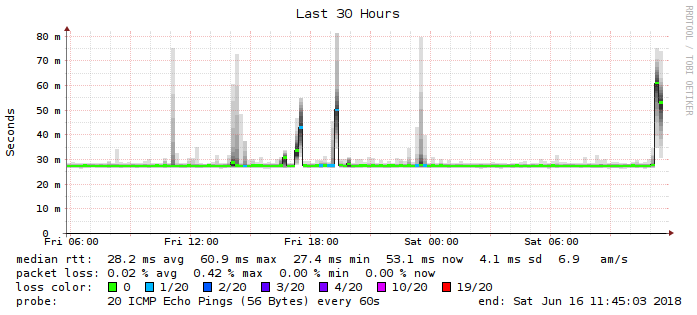 Last 30 Hours
RRDTOOL / TOBI OETIKER
Seconds
80 m
70 m
60 m
50 m
40 m
30 m
20 m
10 m
0
Fri 06:00 Fri 12:00 Fri 18:00 Sat 00:00 Sat 06:00
median rtt: 28.2 ms avg 60.9 ms max 27.4 ms min 53.1 ms now 4.1 ms sd 6.9 am/s
packet loss: 0.02 % avg 0.42 % max 0.00 % min 0.00 % now
loss color: 0 1/20 2/20 3/20 4/20 10/20 19/20
probe: 20 ICMP Echo Pings (56 Bytes) every 60s end: Sat Jun 16 11:45:03 2018